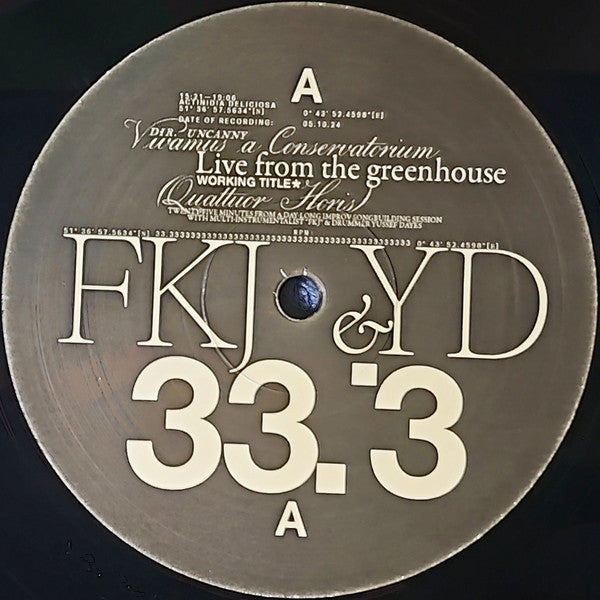 A
15:21—19:06
ACTINIDIA DELICIOSA
51° 36' 57.5634"[N] 0° 43' 52.4598"[W]
DATE OF RECORDING: 05.10.24
DIR. UNCANNY
Vivamus a Conservatorium
Live from the greenhouse
WORKING TITLE★
(Quattuor Horis)
TWENTY FIVE MINUTES FROM A DAY-LONG IMPROV SONGBUILDING SESSION
WITH MULTI-INSTRUMENTALIST "FKJ" & DRUMMER YUSSEF DAYES
RPM
51° 36' 57.5634"[N] 0° 43' 52.4598"[W]
FKJ & YD
33.·3
A